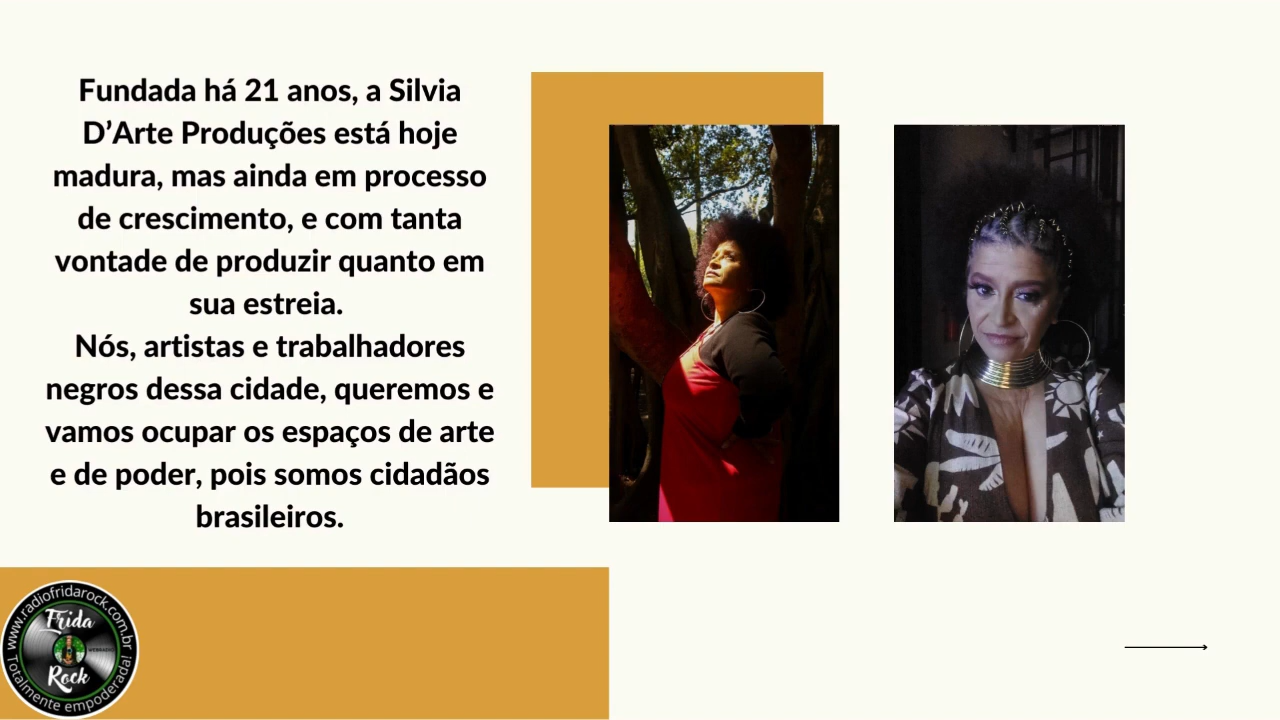 Fundada há 21 anos, a Silvia
D’Arte Produções está hoje
madura, mas ainda em processo
de crescimento, e com tanta
vontade de produzir quanto em
sua estreia.
Nós, artistas e trabalhadores
negros dessa cidade, queremos e
vamos ocupar os espaços de arte
e de poder, pois somos cidadãos
brasileiros.
www.radiofridarock.com.br
Frida
WEBRADIO
Rock
Totalmente empoderada!